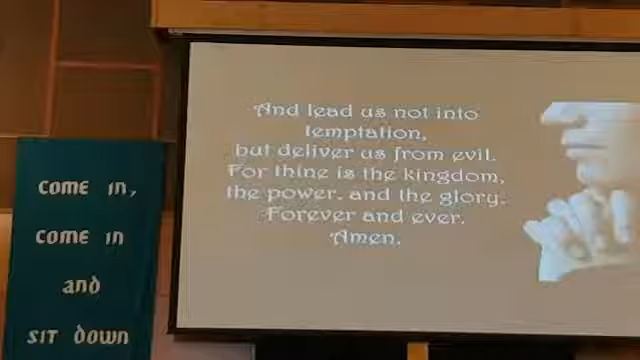 COME IN,
COME IN
and
SIT DOWN
And lead us not into
temptation,
but deliver us from evil.
For thine is the kingdom,
the power, and the glory.
Forever and ever.
Amen.